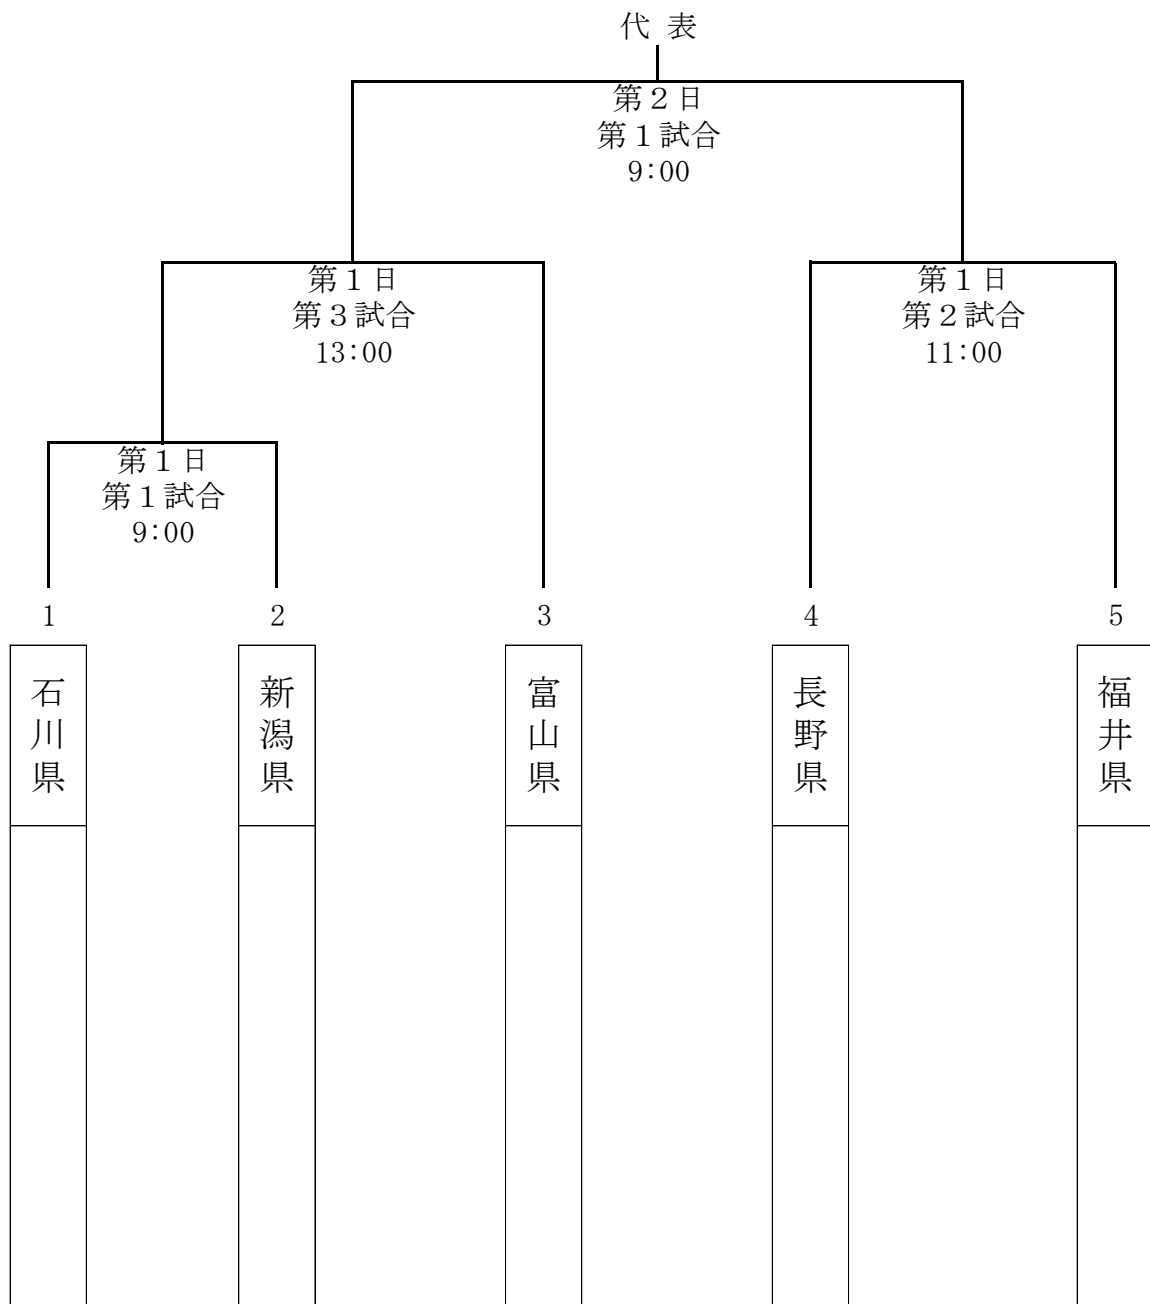 代 表
第２日
第１試合
9:00
第１日
第３試合
13:00
第１日
第２試合
11:00
第１日
第１試合
9:00
1
2
3
4
5
石川県
新潟県
富山県
長野県
福井県